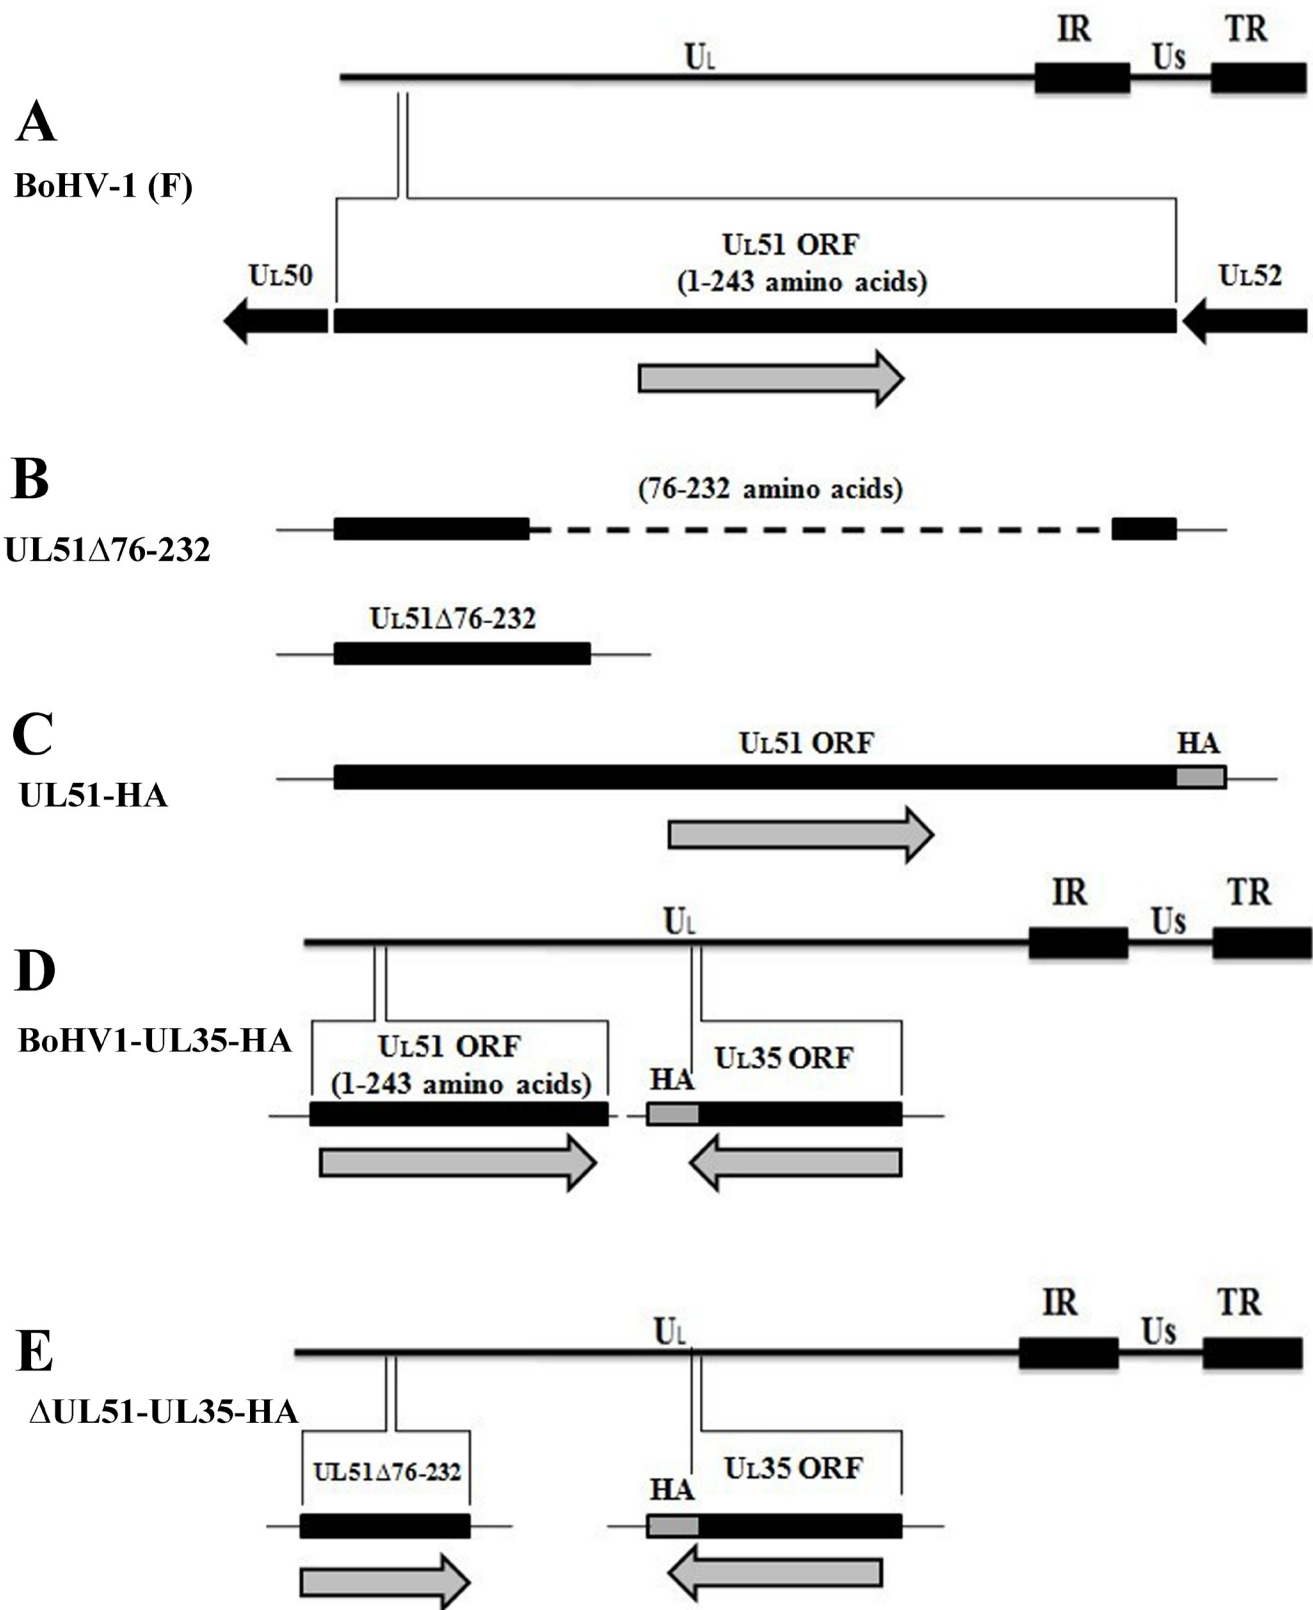 IR
TR
UL
Us
A
BoHV-1 (F)
UL51 ORF
(1-243 amino acids)
UL50
UL52
B
(76-232 amino acids)
UL51Δ76-232
UL51Δ76-232
C
UL51 ORF
HA
UL51-HA
IR
TR
UL
Us
D
BoHV1-UL35-HA
UL51 ORF
(1-243 amino acids)
UL35 ORF
HA
IR
TR
UL
Us
E
ΔUL51-UL35-HA
UL51Δ76-232
UL35 ORF
HA